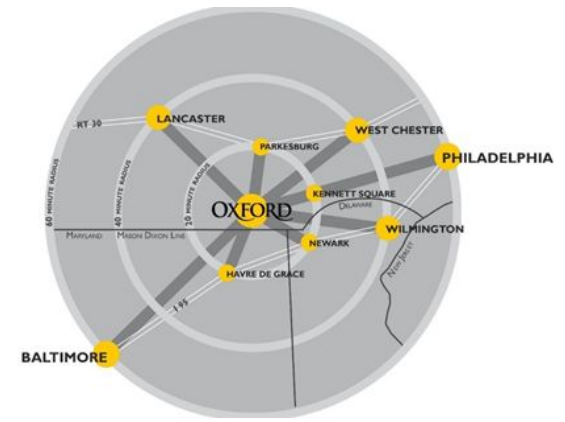 LANCASTER
RT 30
WEST CHESTER
PARKESBURG
PHILADELPHIA
60 MINUTE RADIUS
40 MINUTE RADIUS
20 MINUTE RADIUS
KENNETT SQUARE
OXFORD
DELAWARE
WILMINGTON
MARYLAND
MASON DIXON LINE
NEWARK
NEW JERSEY
HAVRE DE GRACE
I 95
BALTIMORE